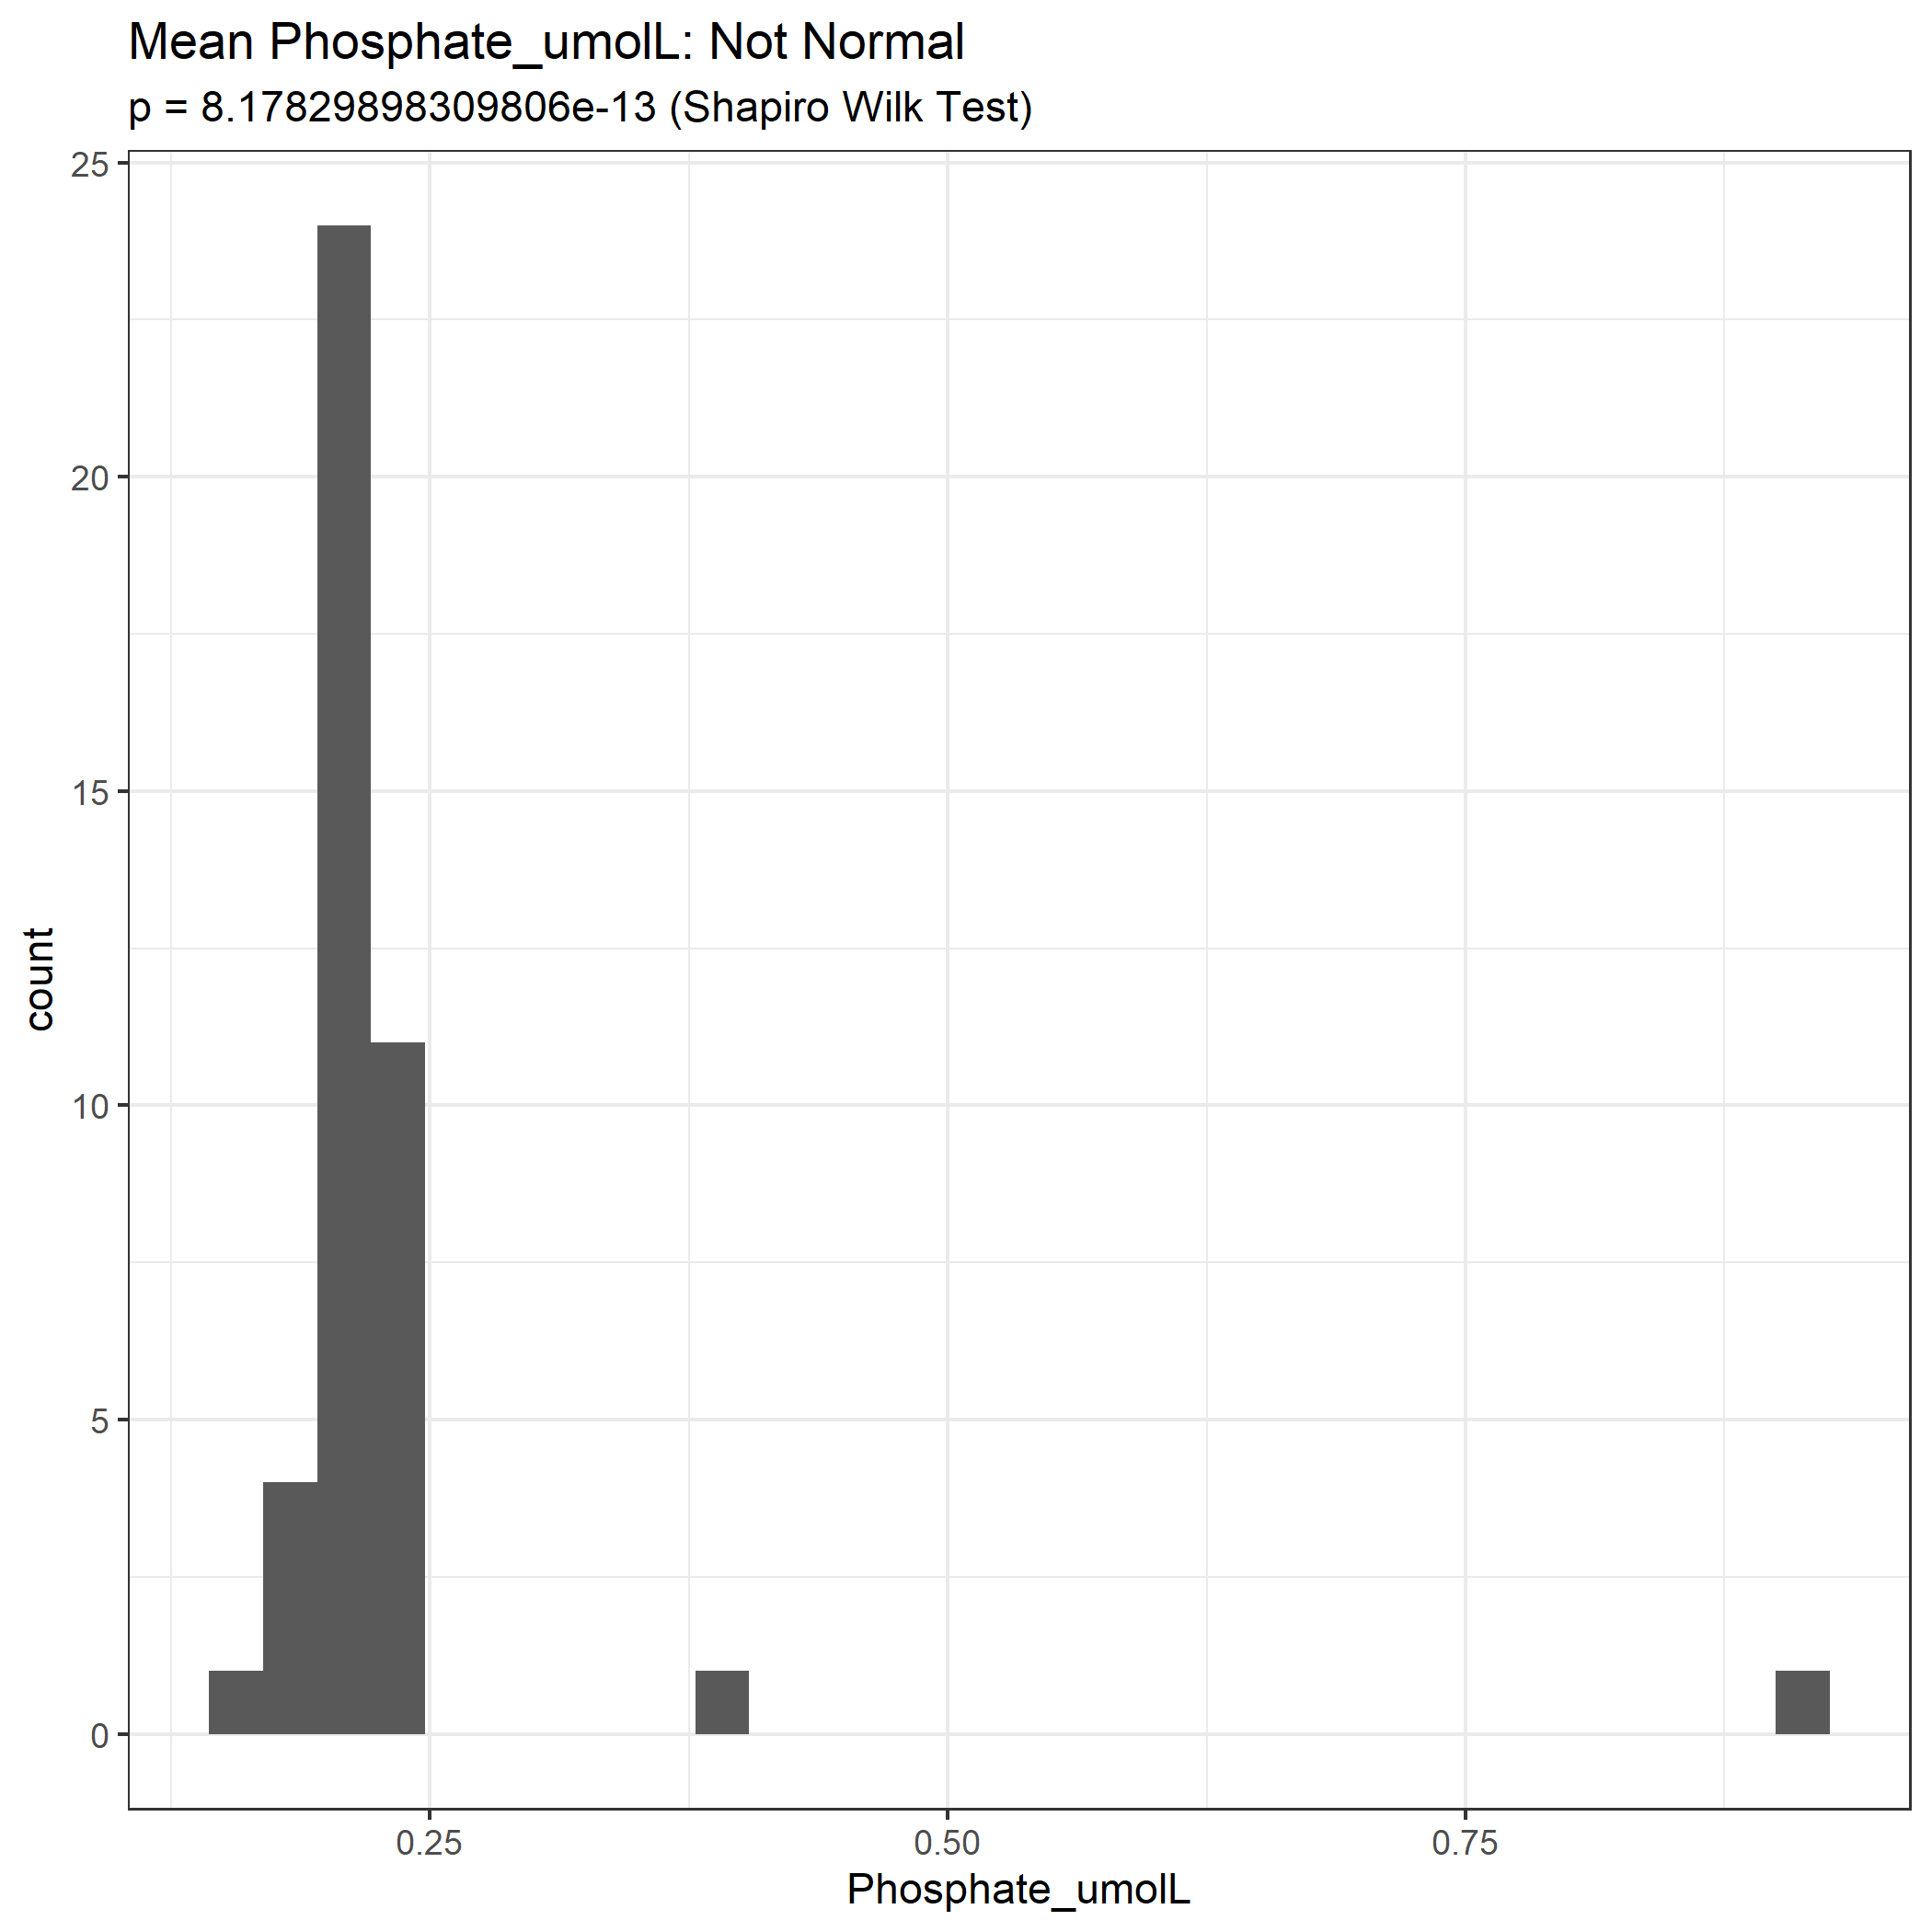 Mean Phosphate_umolL: Not Normal
p = 8.17829898309806e-13 (Shapiro Wilk Test)
25
20
15
10
5
0
count
0.25
0.50
0.75
Phosphate_umolL